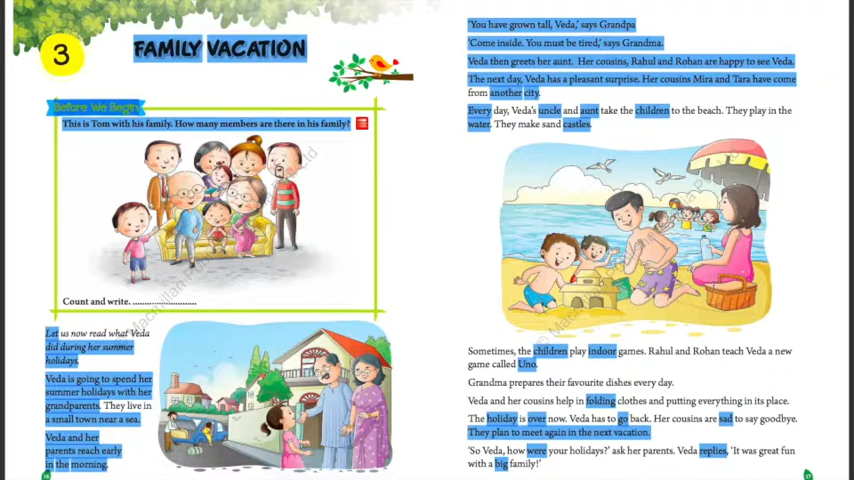 3
FAMILY VACATION
Before We Begin
This is Tom with his family. How many members are there in his family?
Count and write. ..........................
Let us now read what Veda
did during her summer
holidays.
Veda is going to spend her
summer holidays with her
grandparents. They live in
a small town near a sea.
Veda and her
parents reach early
in the morning.
16
'You have grown tall, Veda,' says Grandpa
'Come inside. You must be tired,' says Grandma.
Veda then greets her aunt. Her cousins, Rahul and Rohan are happy to see Veda.
The next day, Veda has a pleasant surprise. Her cousins Mira and Tara have come
from another city.
Every day, Veda's uncle and aunt take the children to the beach. They play in the
water. They make sand castles.
Sometimes, the children play indoor games. Rahul and Rohan teach Veda a new
game called Uno.
Grandma prepares their favourite dishes every day.
Veda and her cousins help in folding clothes and putting everything in its place.
The holiday is over now. Veda has to go back. Her cousins are sad to say goodbye.
They plan to meet again in the next vacation.
'So Veda, how were your holidays?' ask her parents. Veda replies, 'It was great fun
with a big family!'
17